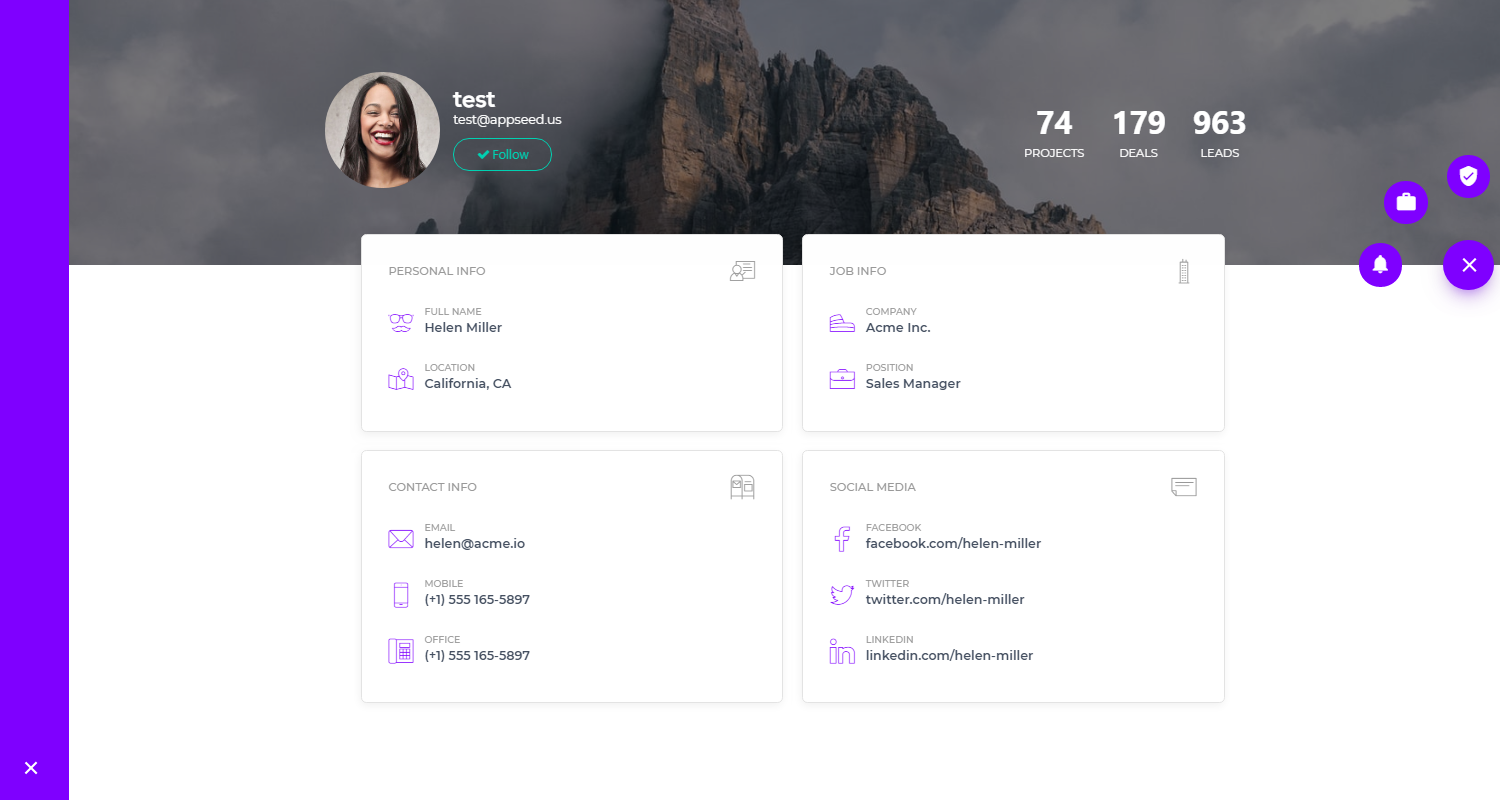 test
test@appseed.us
Follow
74 179 963
PROJECTS DEALS LEADS
PERSONAL INFO
FULL NAME
Helen Miller
LOCATION
California, CA
JOB INFO
COMPANY
Acme Inc.
POSITION
Sales Manager
CONTACT INFO
EMAIL
helen@acme.io
MOBILE
(+1) 555 165-5897
OFFICE
(+1) 555 165-5897
SOCIAL MEDIA
FACEBOOK
facebook.com/helen-miller
TWITTER
twitter.com/helen-miller
LINKEDIN
linkedin.com/helen-miller